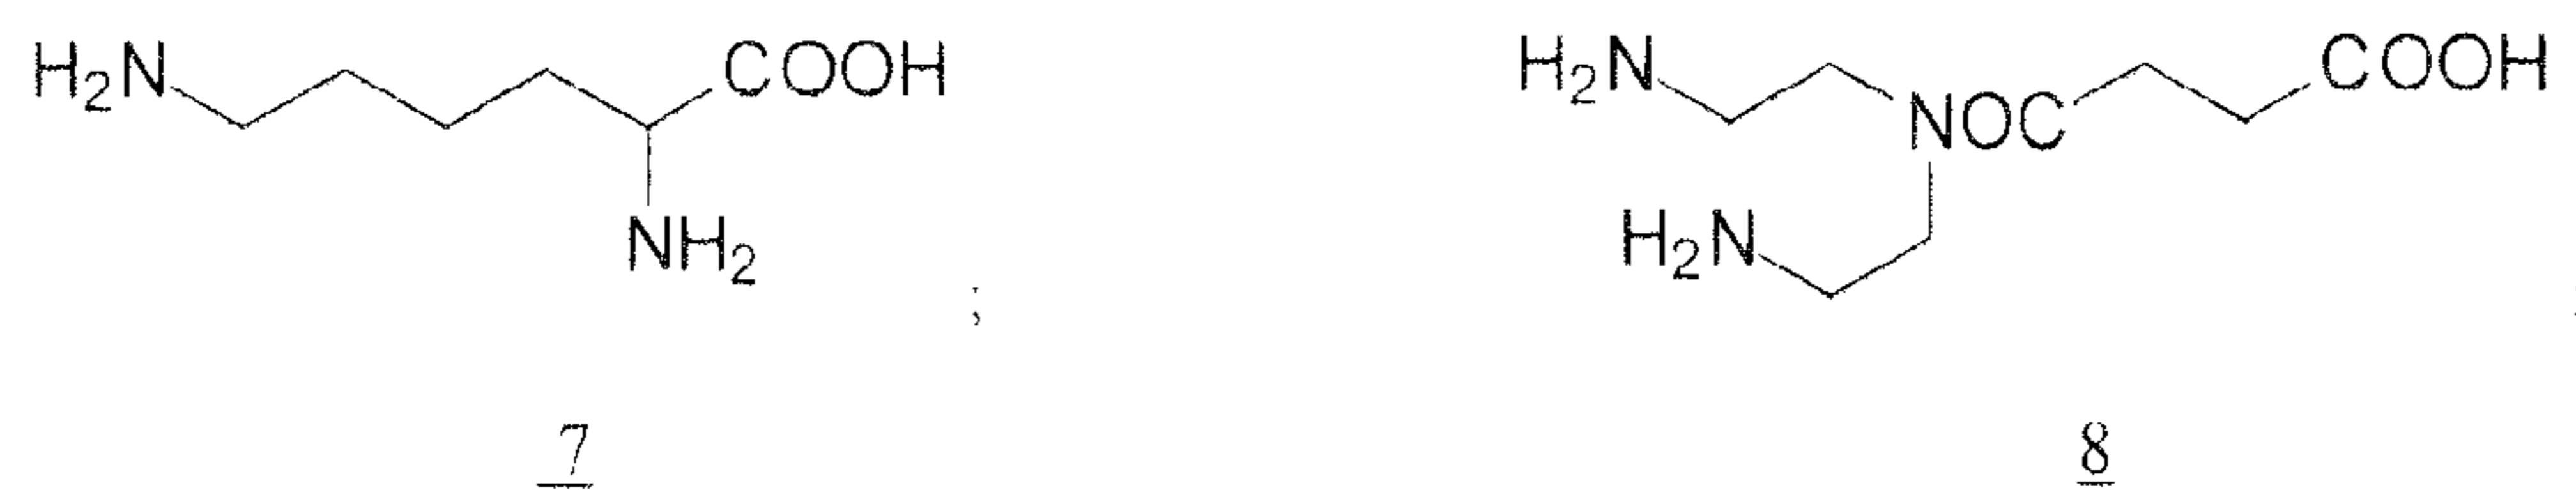 H₂N COOH H₂N NOC COOH
NH₂ ; H₂N
7 8